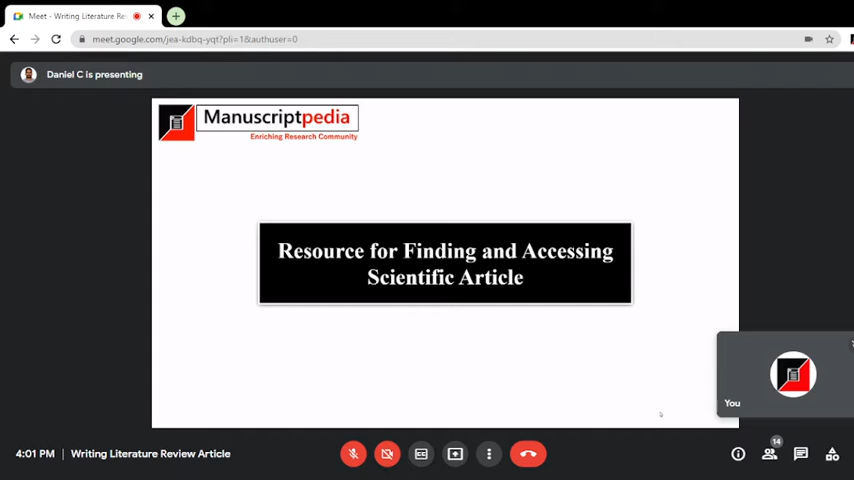 Meet - Writing Literature Re
meet.google.com/jea-kdbq-yqt?pli=1&authuser=0
Daniel C is presenting
Manuscriptpedia
Enriching Research Community
Resource for Finding and Accessing
Scientific Article
You
4:01 PM | Writing Literature Review Article
14